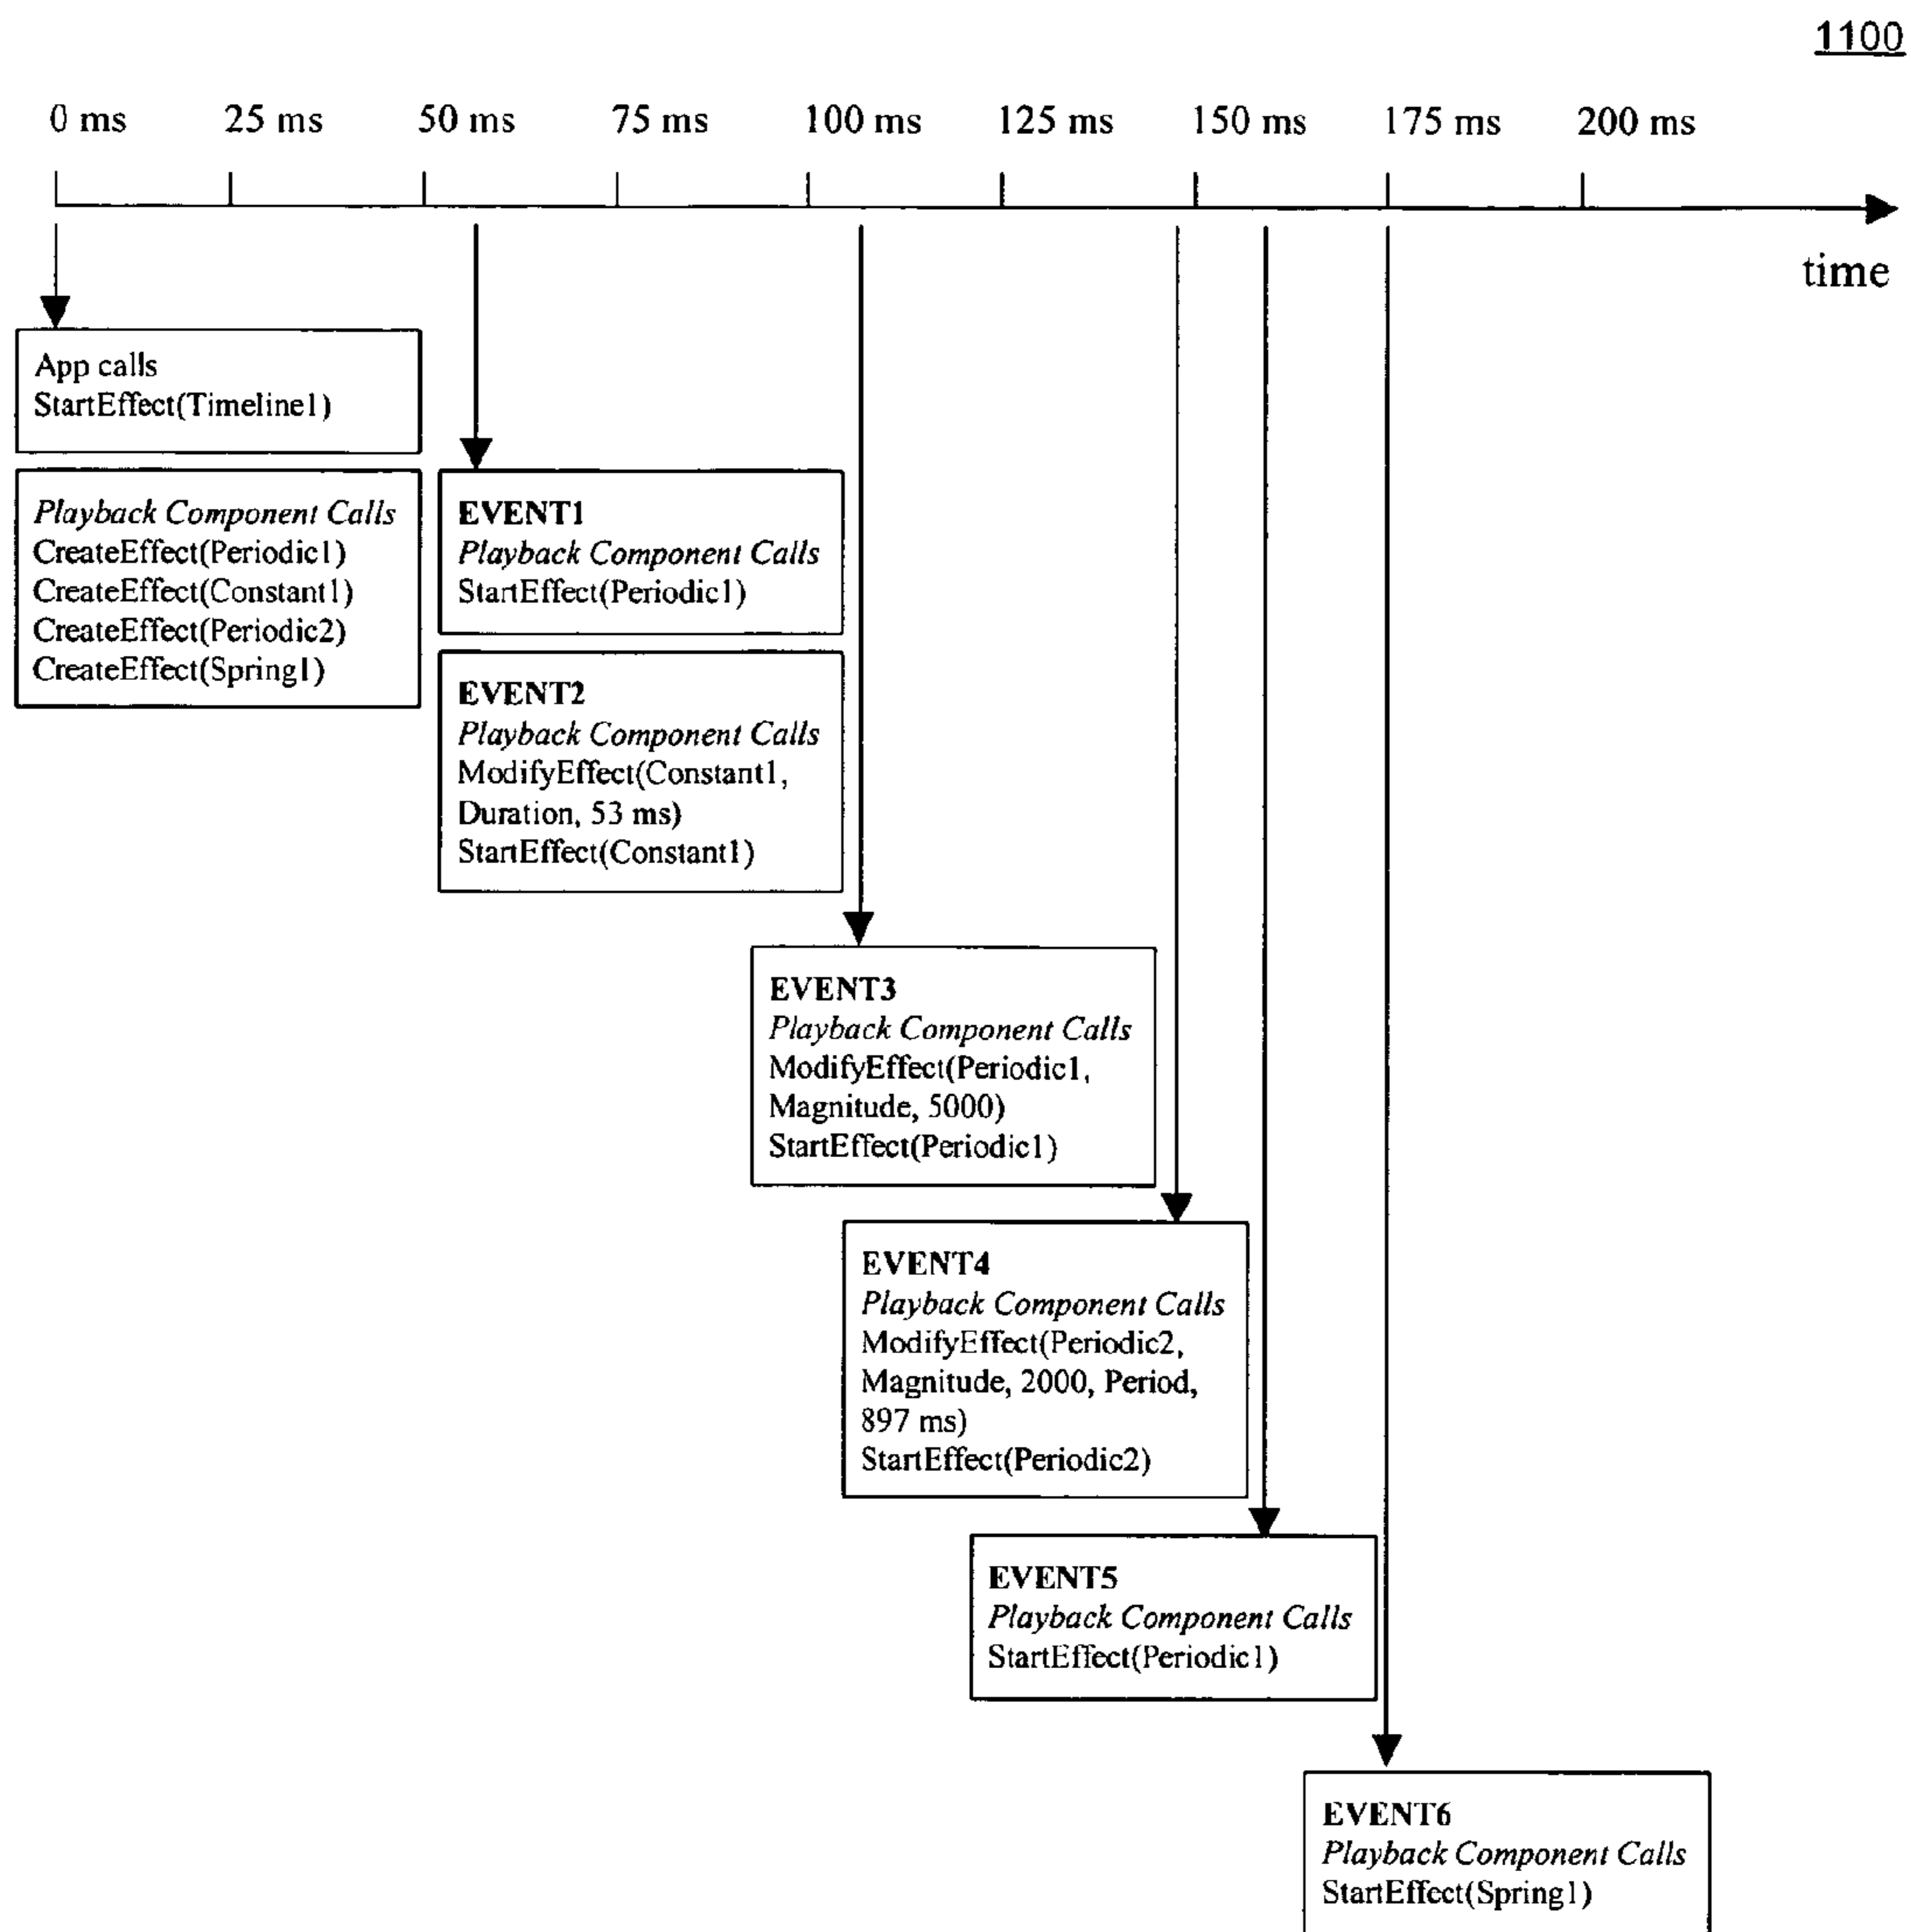 1100
0 ms 25 ms 50 ms 75 ms 100 ms 125 ms 150 ms 175 ms 200 ms
time
App calls
StartEffect(Timeline1)
Playback Component Calls
CreateEffect(Periodic1)
CreateEffect(Constant1)
CreateEffect(Periodic2)
CreateEffect(Spring1)
EVENT1
Playback Component Calls
StartEffect(Periodic1)
EVENT2
Playback Component Calls
ModifyEffect(Constant1,
Duration, 53 ms)
StartEffect(Constant1)
EVENT3
Playback Component Calls
ModifyEffect(Periodic1,
Magnitude, 5000)
StartEffect(Periodic1)
EVENT4
Playback Component Calls
ModifyEffect(Periodic2,
Magnitude, 2000, Period,
897 ms)
StartEffect(Periodic2)
EVENT5
Playback Component Calls
StartEffect(Periodic1)
EVENT6
Playback Component Calls
StartEffect(Spring1)